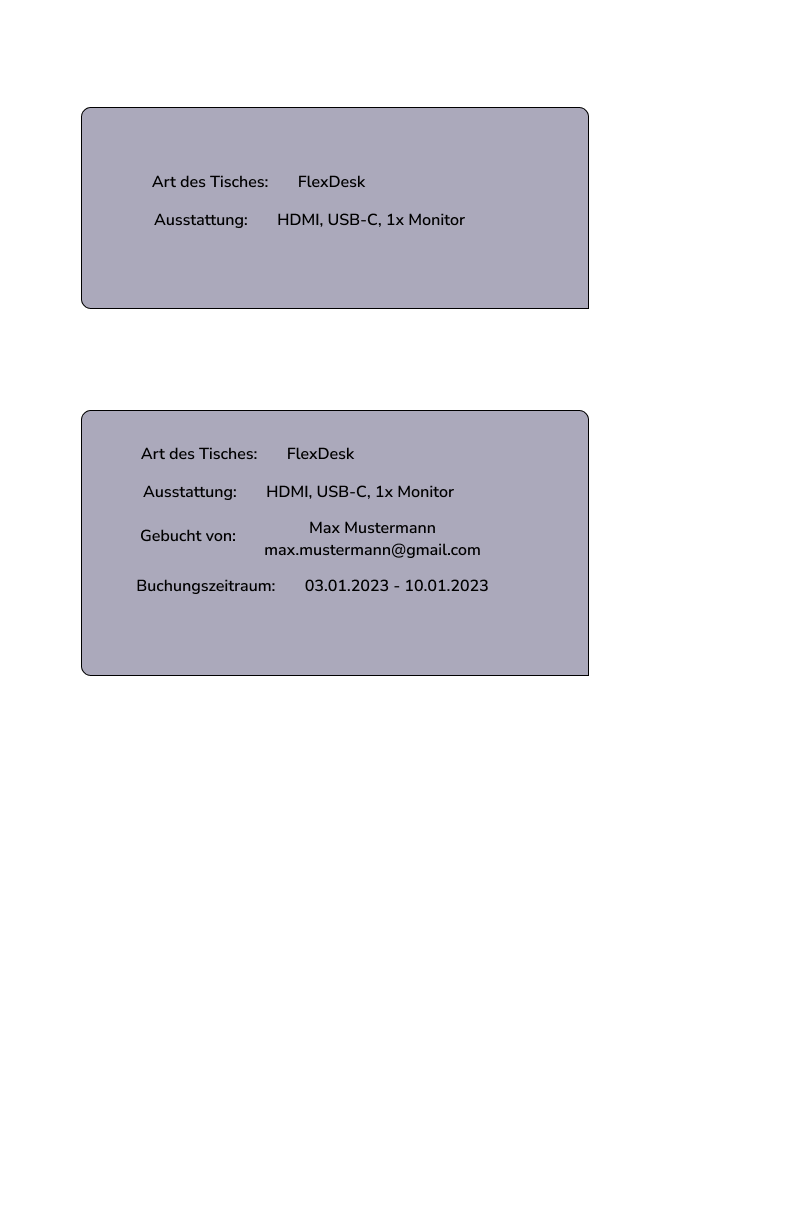 Art des Tisches: FlexDesk
Ausstattung: HDMI, USB-C, 1x Monitor
Art des Tisches: FlexDesk
Ausstattung: HDMI, USB-C, 1x Monitor
Gebucht von: Max Mustermann
max.mustermann@gmail.com
Buchungszeitraum: 03.01.2023 - 10.01.2023